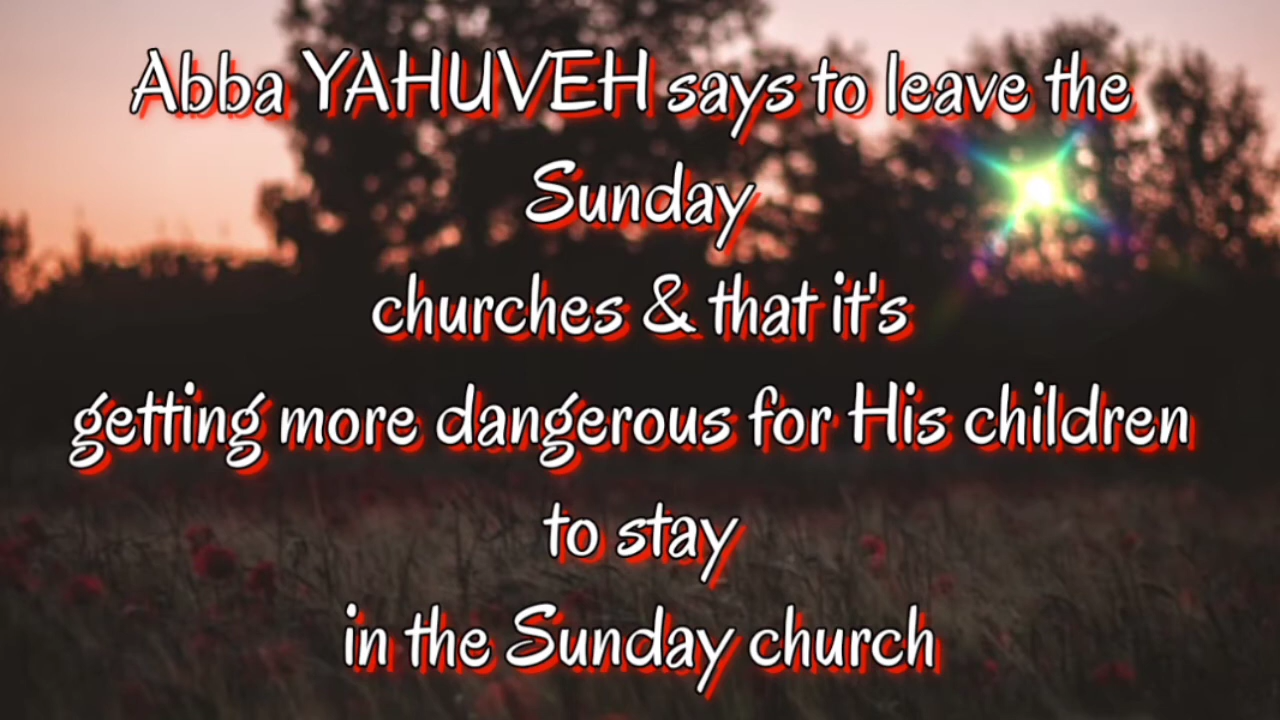 Abba YAHUVEH says to leave the
Sunday
churches & that it's
getting more dangerous for His children
to stay
in the Sunday church